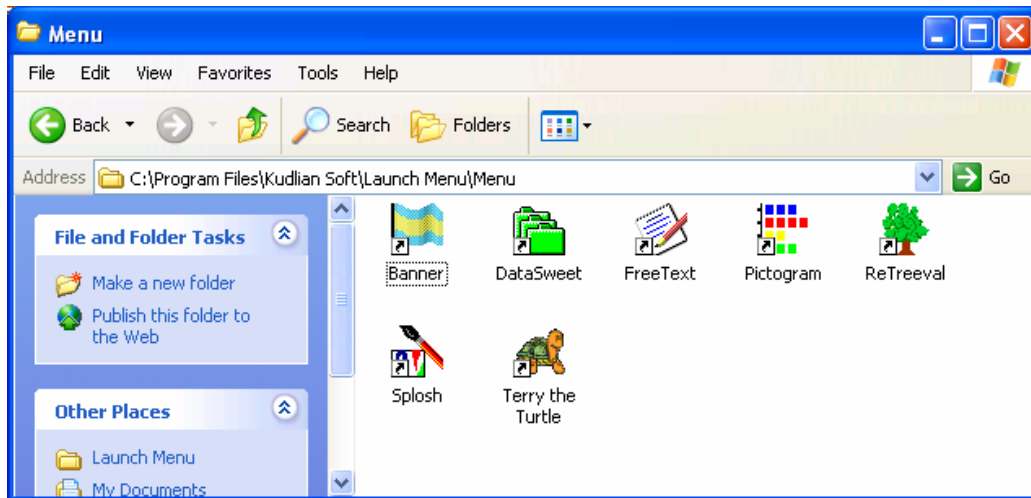 Menu
File Edit View Favorites Tools Help
Back Search Folders
Address C:\Program Files\Kudlian Soft\Launch Menu\Menu Go
File and Folder Tasks
Make a new folder
Publish this folder to
the Web
Other Places
Launch Menu
My Documents
Banner DataSweet FreeText Pictogram ReTreeval
Splosh Terry the
Turtle